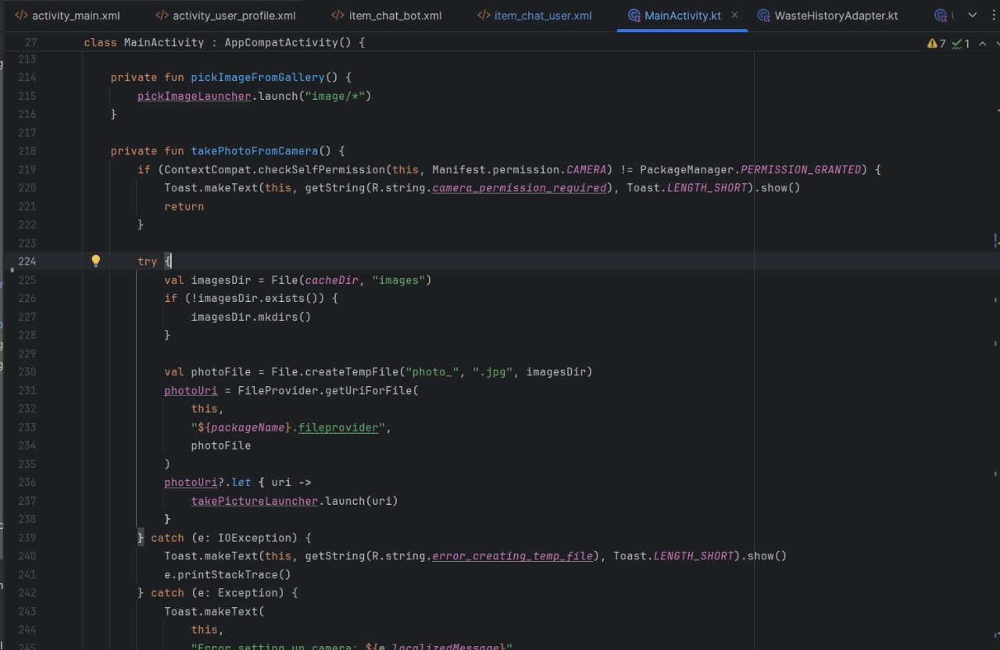 activity_main.xml activity_user_profile.xml item_chat_bot.xml item_chat_user.xml MainActivity.kt WasteHistoryAdapter.kt
27 class MainActivity : AppCompatActivity() { 7 1
213
214 private fun pickImageFromGallery() {
215 pickImageLauncher.launch("image/*")
216 }
217
218 private fun takePhotoFromCamera() {
219 if (ContextCompat.checkSelfPermission(this, Manifest.permission.CAMERA) != PackageManager.PERMISSION_GRANTED) {
220 Toast.makeText(this, getString(R.string.camera_permission_required), Toast.LENGTH_SHORT).show()
221 return
222 }
223
224 try {
225 val imagesDir = File(cacheDir, "images")
226 if (!imagesDir.exists()) {
227 imagesDir.mkdirs()
228 }
229
230 val photoFile = File.createTempFile("photo_", ".jpg", imagesDir)
231 photoUri = FileProvider.getUriForFile(
232 this,
233 "${packageName}.fileprovider",
234 photoFile
235 )
236 photoUri?.let { uri ->
237 takePictureLauncher.launch(uri)
238 }
239 } catch (e: IOException) {
240 Toast.makeText(this, getString(R.string.error_creating_temp_file), Toast.LENGTH_SHORT).show()
241 e.printStackTrace()
242 } catch (e: Exception) {
243 Toast.makeText(
244 this,
245 "Error setting up camera: ${e.localizedMessage}"